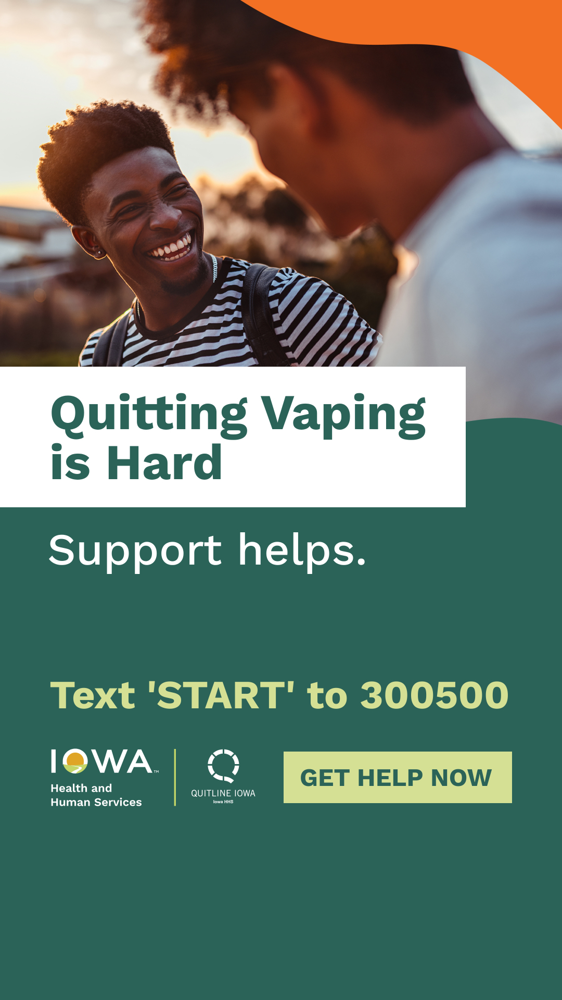 Quitting Vaping
is Hard
Support helps.
Text 'START' to 300500
IOWA™
Health and
Human Services
QUITLINE IOWA
Iowa HHS
GET HELP NOW